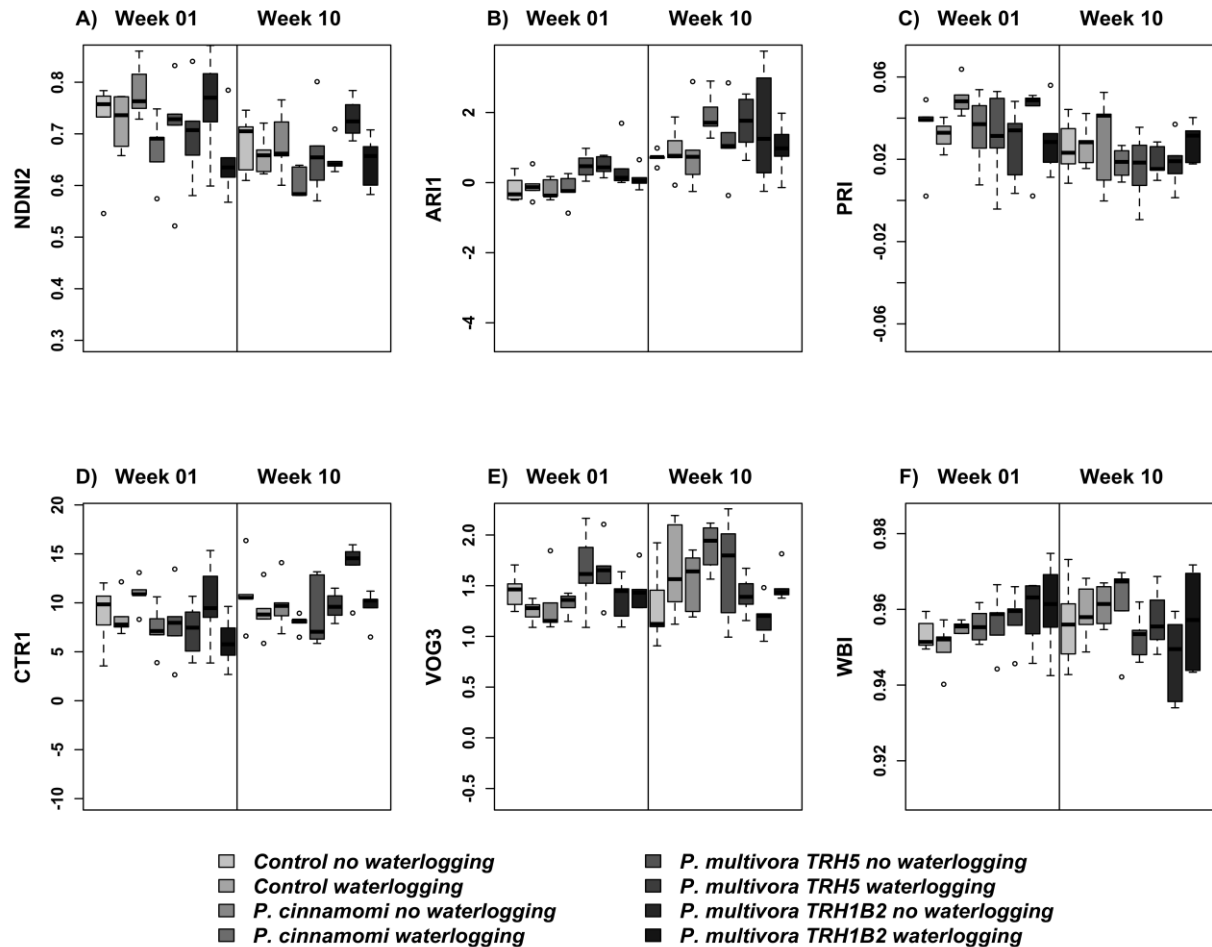 A) Week 01 Week 10
NDNI2
0.8
0.7
0.6
0.5
0.4
0.3
B) Week 01 Week 10
ARI1
2
0
-2
-4
C) Week 01 Week 10
PRI
0.06
0.02
-0.02
-0.06
D) Week 01 Week 10
CTR1
20
15
10
5
0
-10
E) Week 01 Week 10
VOG3
2.0
1.5
1.0
0.5
0.0
-0.5
F) Week 01 Week 10
WBI
0.98
0.96
0.94
0.92
Control no waterlogging
Control waterlogging
P. cinnamomi no waterlogging
P. cinnamomi waterlogging
P. multivora TRH5 no waterlogging
P. multivora TRH5 waterlogging
P. multivora TRH1B2 no waterlogging
P. multivora TRH1B2 waterlogging